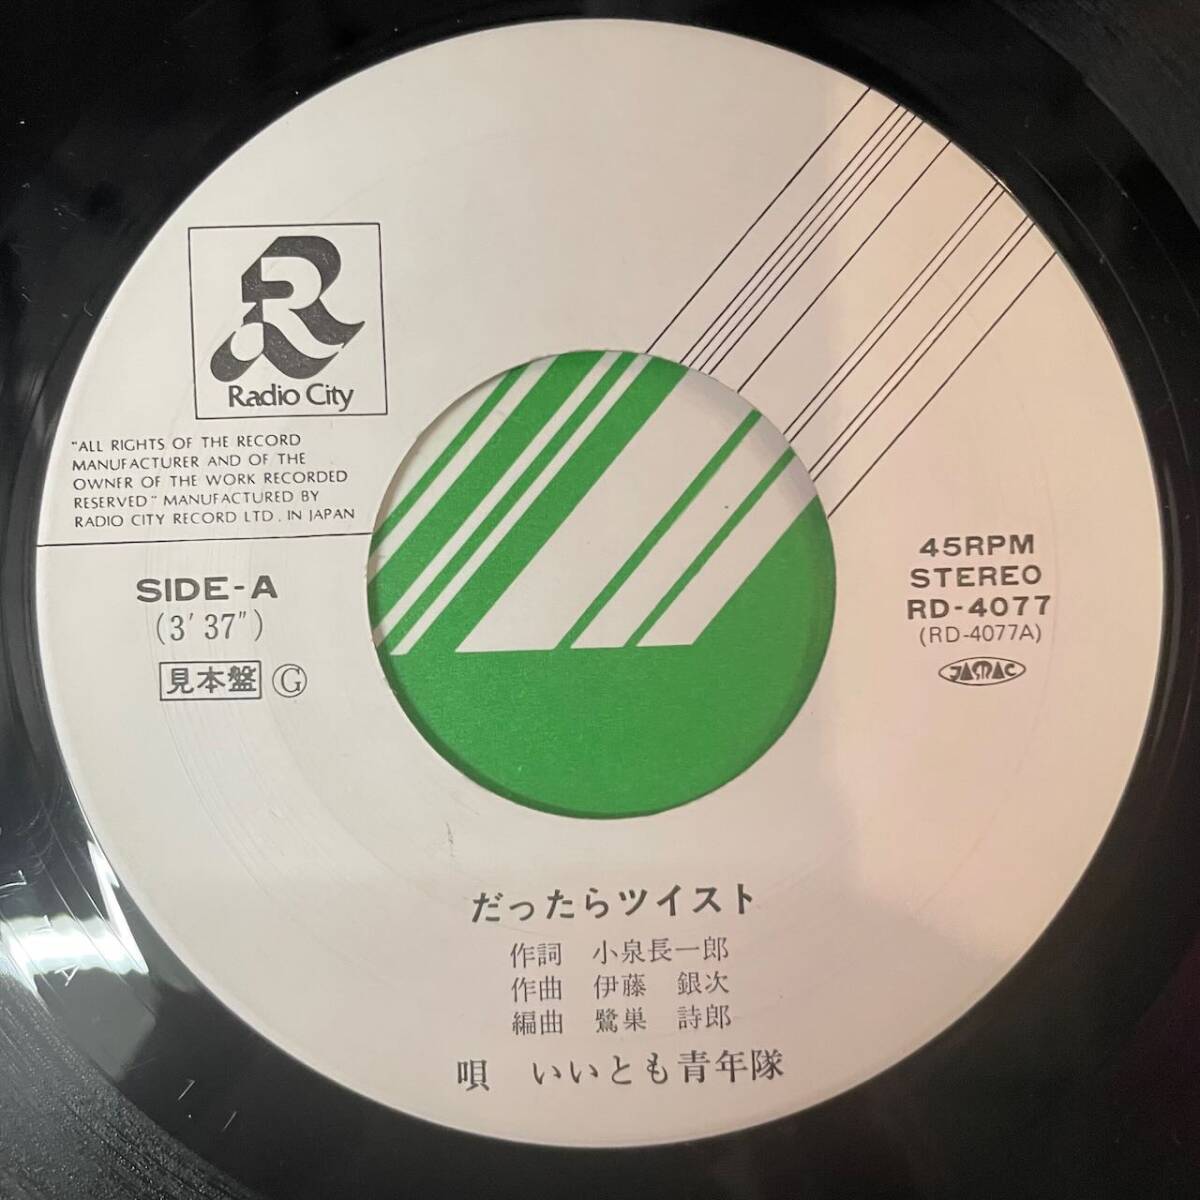 R
Radio City
"ALL RIGHTS OF THE RECORD
MANUFACTURER AND OF THE
OWNER OF THE WORK RECORDED
RESERVED" MANUFACTURED BY
RADIO CITY RECORD LTD. IN JAPAN
SIDE-A
(3′37″)
見本盤 G
45RPM
STEREO
RD-4077
(RD-4077A)
JASRAC
だったらツイスト
作詞 小泉長一郎
作曲 伊藤 銀次
編曲 鷺巣 詩郎
唄 いいとも青年隊